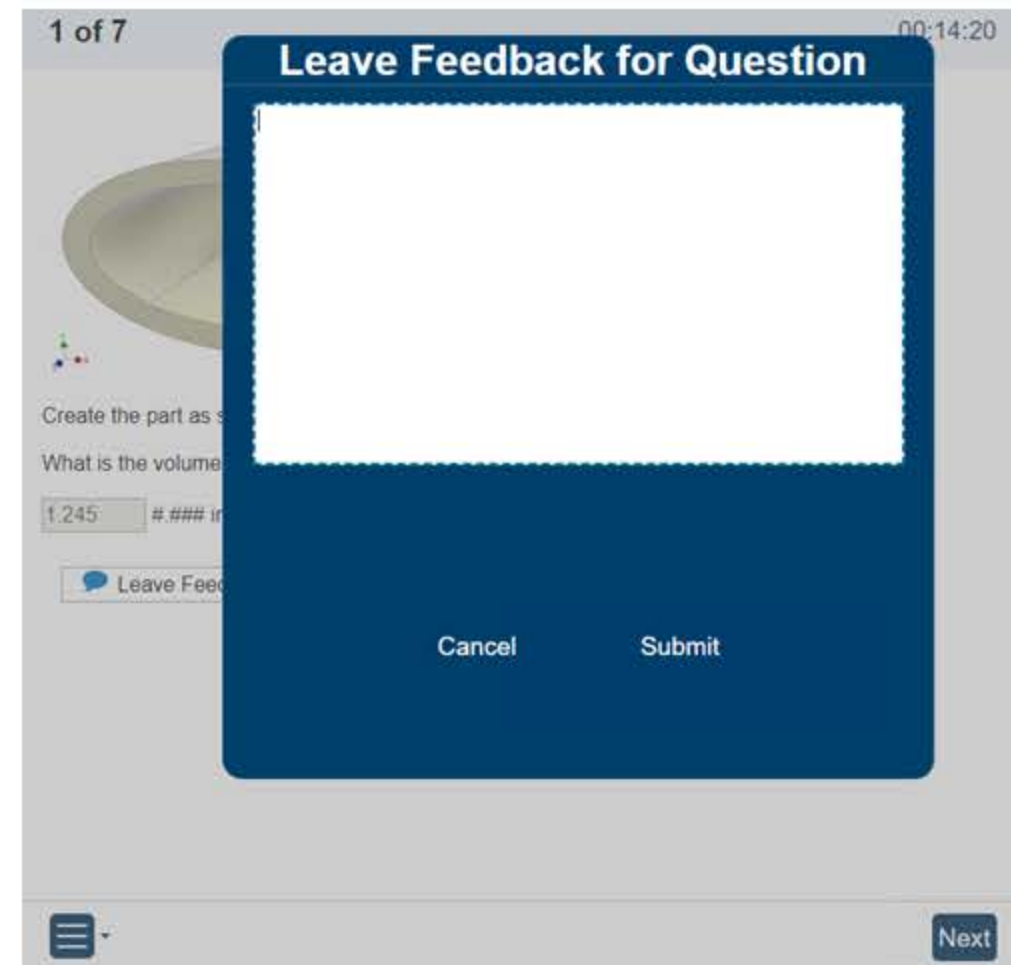 1 of 7
00:14:20
Leave Feedback for Question
Create the part as
What is the volume
1.245 #.### in
Leave Feed
Cancel
Submit
Next